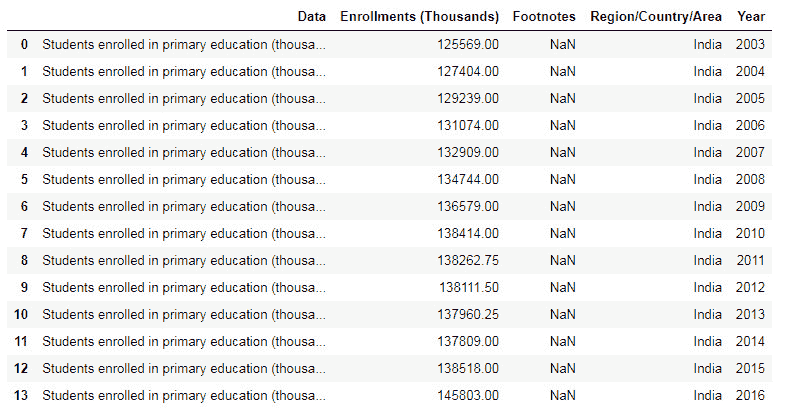 Data Enrollments (Thousands) Footnotes Region/Country/Area Year
0 Students enrolled in primary education (thousa... 125569.00 NaN India 2003
1 Students enrolled in primary education (thousa... 127404.00 NaN India 2004
2 Students enrolled in primary education (thousa... 129239.00 NaN India 2005
3 Students enrolled in primary education (thousa... 131074.00 NaN India 2006
4 Students enrolled in primary education (thousa... 132909.00 NaN India 2007
5 Students enrolled in primary education (thousa... 134744.00 NaN India 2008
6 Students enrolled in primary education (thousa... 136579.00 NaN India 2009
7 Students enrolled in primary education (thousa... 138414.00 NaN India 2010
8 Students enrolled in primary education (thousa... 138262.75 NaN India 2011
9 Students enrolled in primary education (thousa... 138111.50 NaN India 2012
10 Students enrolled in primary education (thousa... 137960.25 NaN India 2013
11 Students enrolled in primary education (thousa... 137809.00 NaN India 2014
12 Students enrolled in primary education (thousa... 138518.00 NaN India 2015
13 Students enrolled in primary education (thousa... 145803.00 NaN India 2016